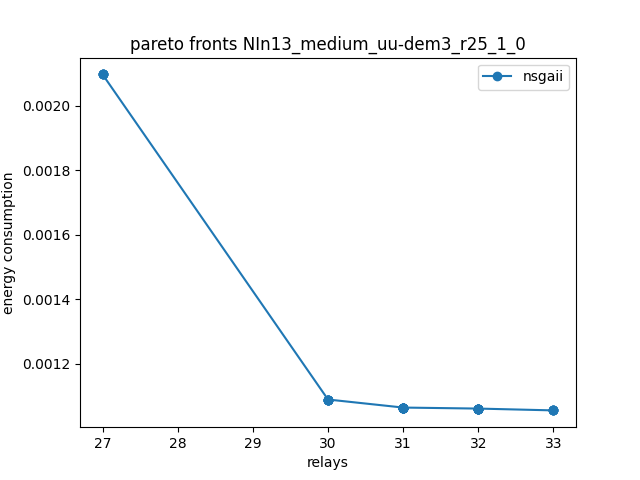 pareto fronts NIn13_medium_uu-dem3_r25_1_0
nsgaii
energy consumption
0.0020
0.0018
0.0016
0.0014
0.0012
27 28 29 30 31 32 33
relays